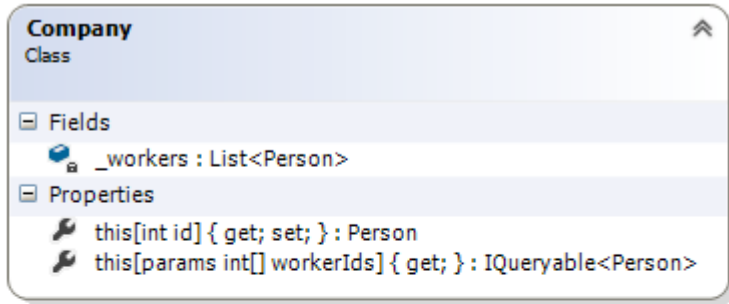 Company
Class
Fields
_workers : List<Person>
Properties
this[int id] { get; set; } : Person
this[params int[] workerIds] { get; } : IQueryable<Person>